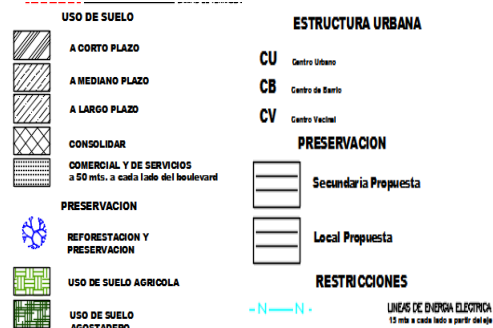 USO DE SUELO
A CORTO PLAZO
A MEDIANO PLAZO
A LARGO PLAZO
CONSOLIDAR
COMERCIAL Y DE SERVICIOS
a 50 mts. a cada lado del boulevard
PRESERVACION
REFORESTACION Y
PRESERVACION
USO DE SUELO AGRICOLA
USO DE SUELO
AGOSTADERO
ESTRUCTURA URBANA
CU Centro Urbano
CB Centro de Barrio
CV Centro Vecinal
PRESERVACION
Secundaria Propuesta
Local Propuesta
RESTRICCIONES
-N-----N- LINEAS DE ENERGIA ELECTRICA
15 mts a cada lado a partir del eje